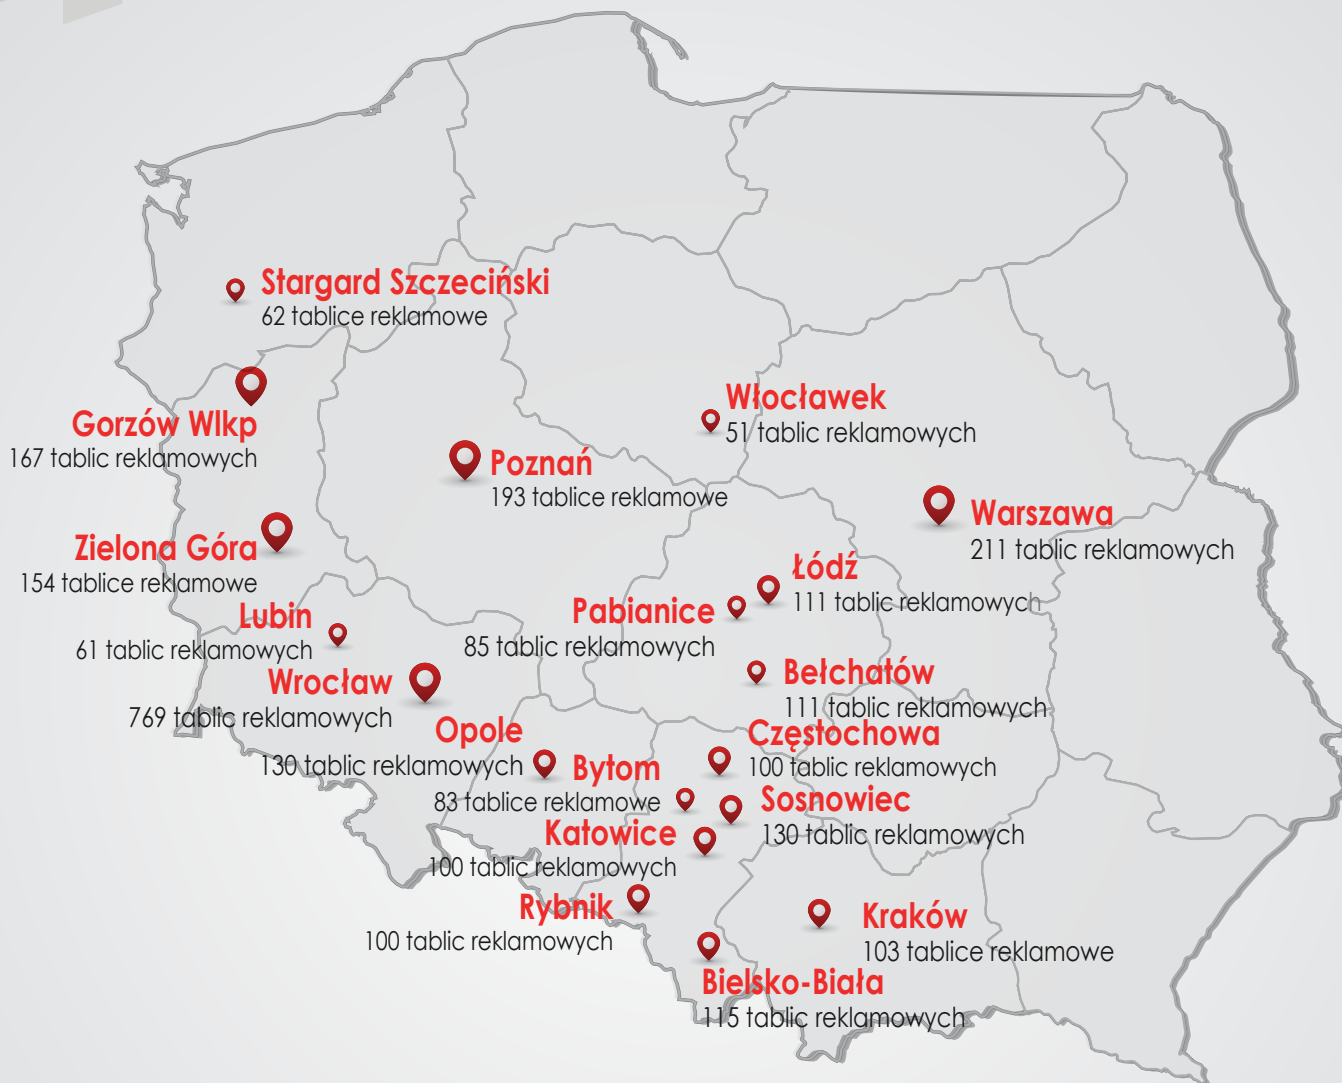 Stargard Szczeciński
62 tablice reklamowe
Gorzów Wlkp
167 tablic reklamowych
Włocławek
51 tablic reklamowych
Poznań
193 tablice reklamowe
Warszawa
211 tablic reklamowych
Zielona Góra
154 tablice reklamowe
Łódź
111 tablic reklamowych
Pabianice
85 tablic reklamowych
Lubin
61 tablic reklamowych
Bełchatów
111 tablic reklamowych
Wrocław
769 tablic reklamowych
Opole
130 tablic reklamowych
Częstochowa
100 tablic reklamowych
Bytom
83 tablice reklamowe
Sosnowiec
130 tablic reklamowych
Katowice
100 tablic reklamowych
Rybnik
100 tablic reklamowych
Kraków
103 tablice reklamowe
Bielsko-Biała
115 tablic reklamowych